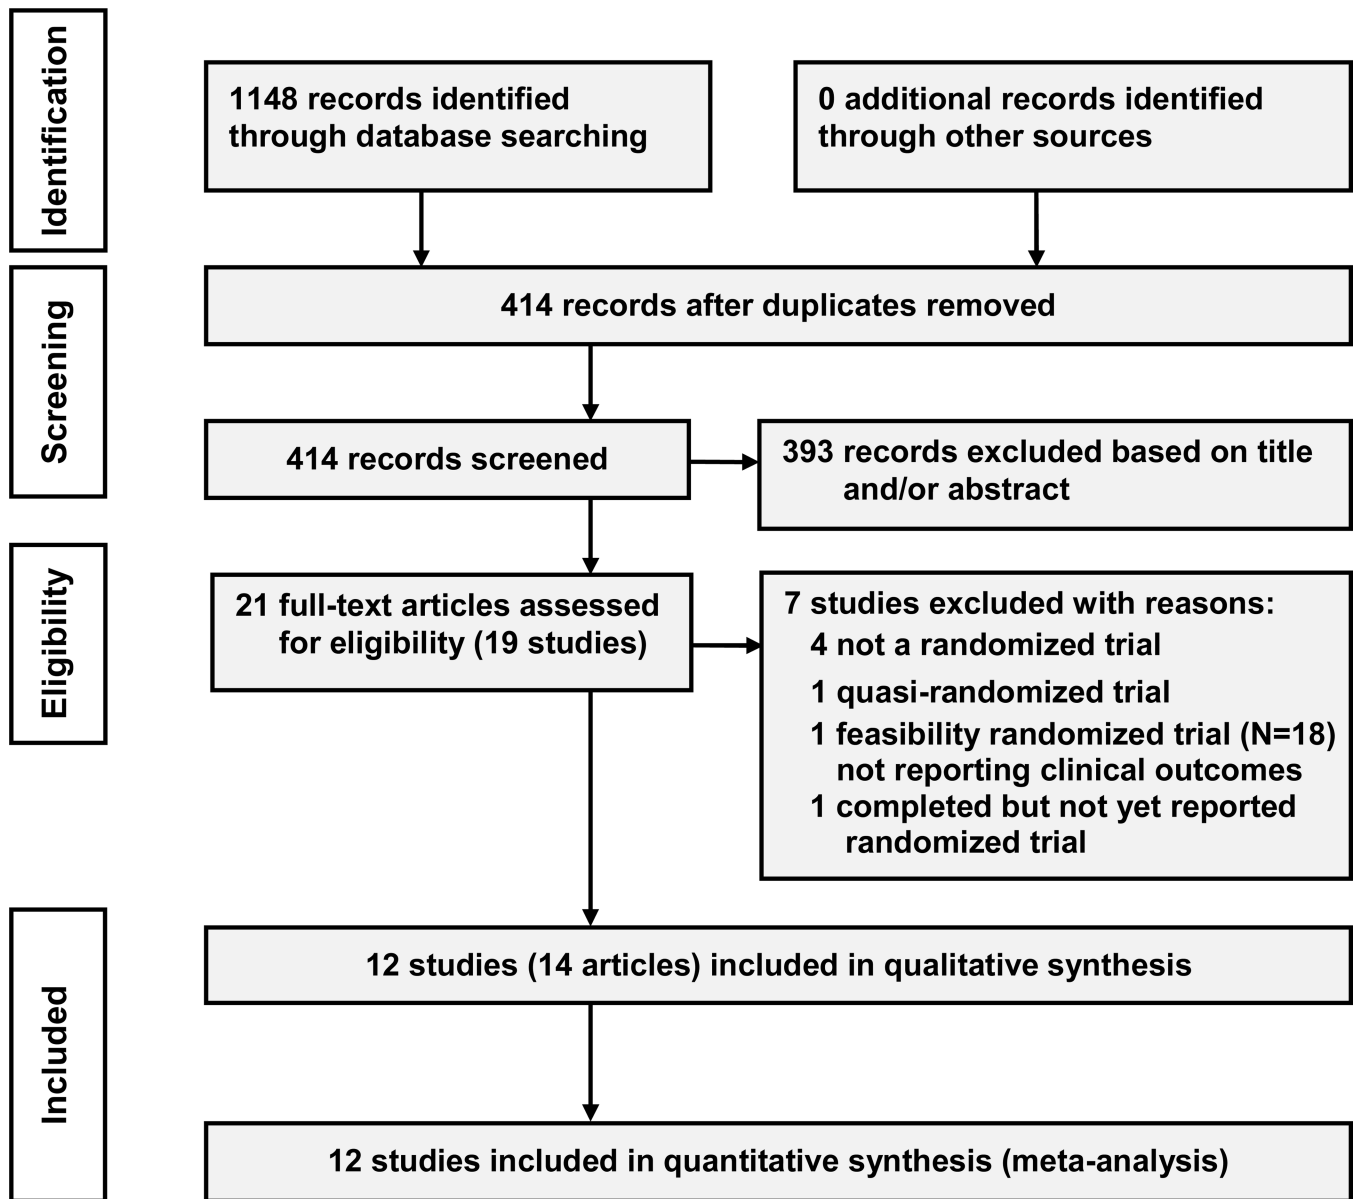 Identification
1148 records identified
through database searching
0 additional records identified
through other sources
Screening
414 records after duplicates removed
414 records screened
393 records excluded based on title
and/or abstract
Eligibility
21 full-text articles assessed
for eligibility (19 studies)
7 studies excluded with reasons:
4 not a randomized trial
1 quasi-randomized trial
1 feasibility randomized trial (N=18)
not reporting clinical outcomes
1 completed but not yet reported
randomized trial
Included
12 studies (14 articles) included in qualitative synthesis
12 studies included in quantitative synthesis (meta-analysis)